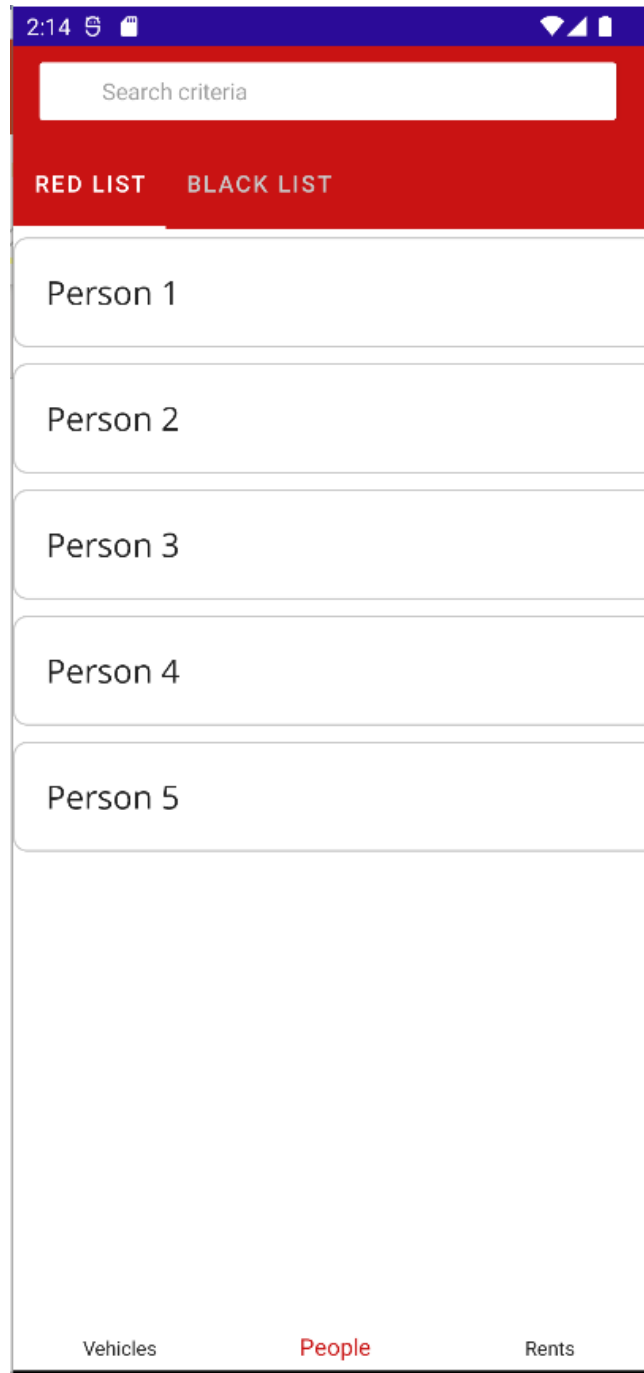 2:14
Search criteria
RED LIST BLACK LIST
Person 1
Person 2
Person 3
Person 4
Person 5
Vehicles People Rents